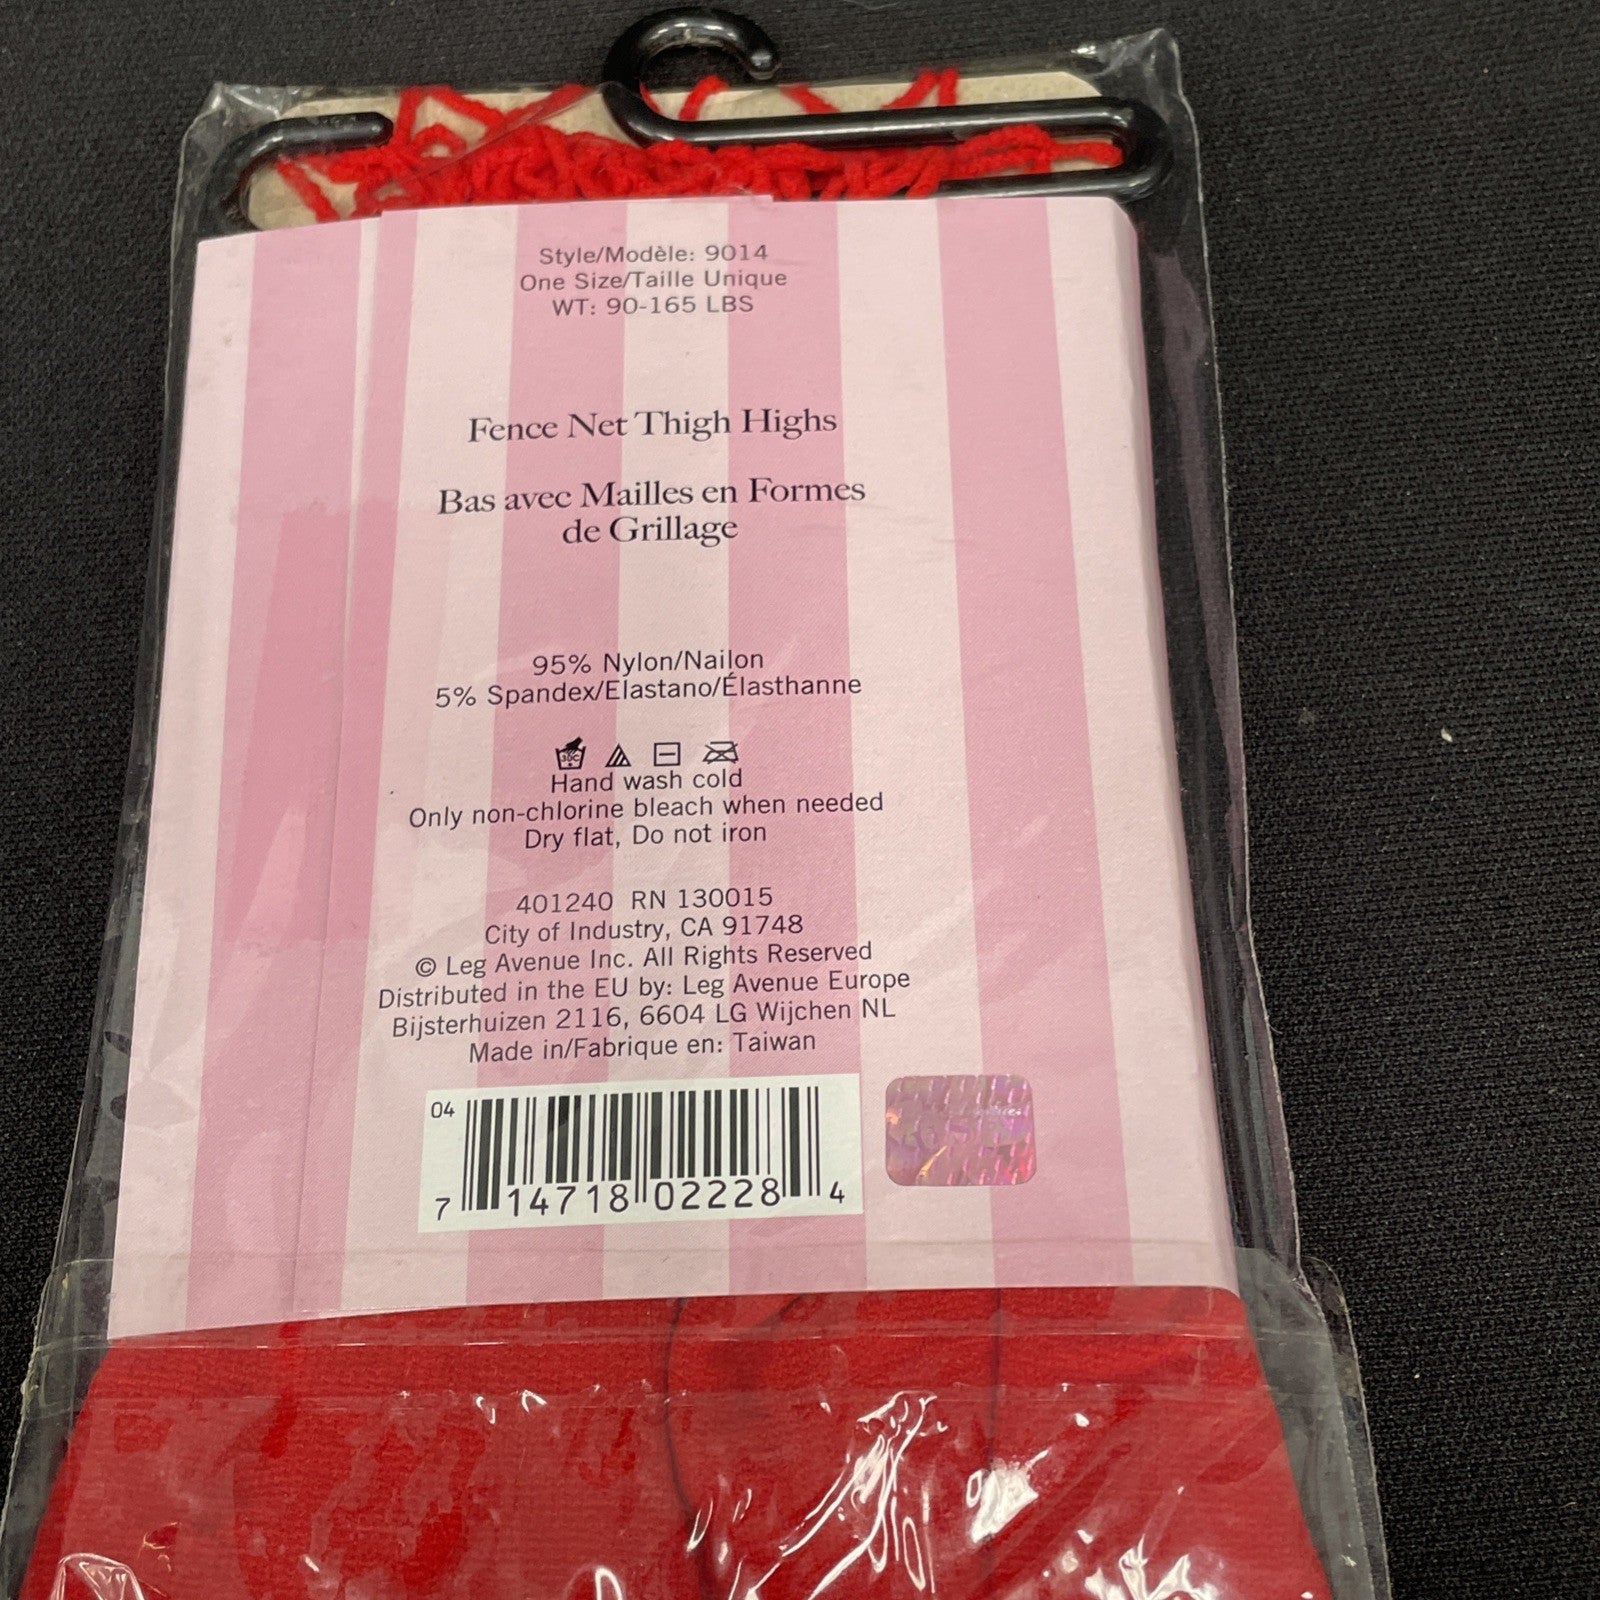 Style/Modèle: 9014
One Size/Taille Unique
WT: 90-165 LBS
Fence Net Thigh Highs
Bas avec Mailles en Formes
de Grillage
95% Nylon/Nailon
5% Spandex/Elastano/Élasthanne
Hand wash cold
Only non-chlorine bleach when needed
Dry flat, Do not iron
401240 RN 130015
City of Industry, CA 91748
© Leg Avenue Inc. All Rights Reserved
Distributed in the EU by: Leg Avenue Europe
Bijsterhuizen 2116, 6604 LG Wijchen NL
Made in/Fabrique en: Taiwan
04
7 14718 02228 4